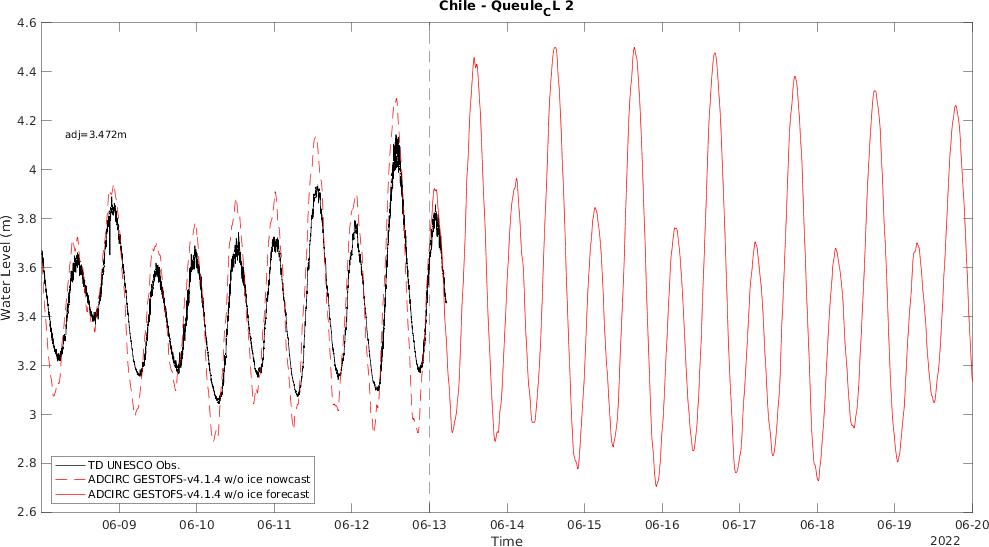 Chile - Queule_CL 2
4.6
4.4
4.2
4
3.8
3.6
3.4
3.2
3
2.8
2.6
Water Level (m)
adj=3.472m
TD UNESCO Obs.
ADCIRC GESTOFS-v4.1.4 w/o ice nowcast
ADCIRC GESTOFS-v4.1.4 w/o ice forecast
06-09 06-10 06-11 06-12 06-13 06-14 06-15 06-16 06-17 06-18 06-19 06-20
Time
2022